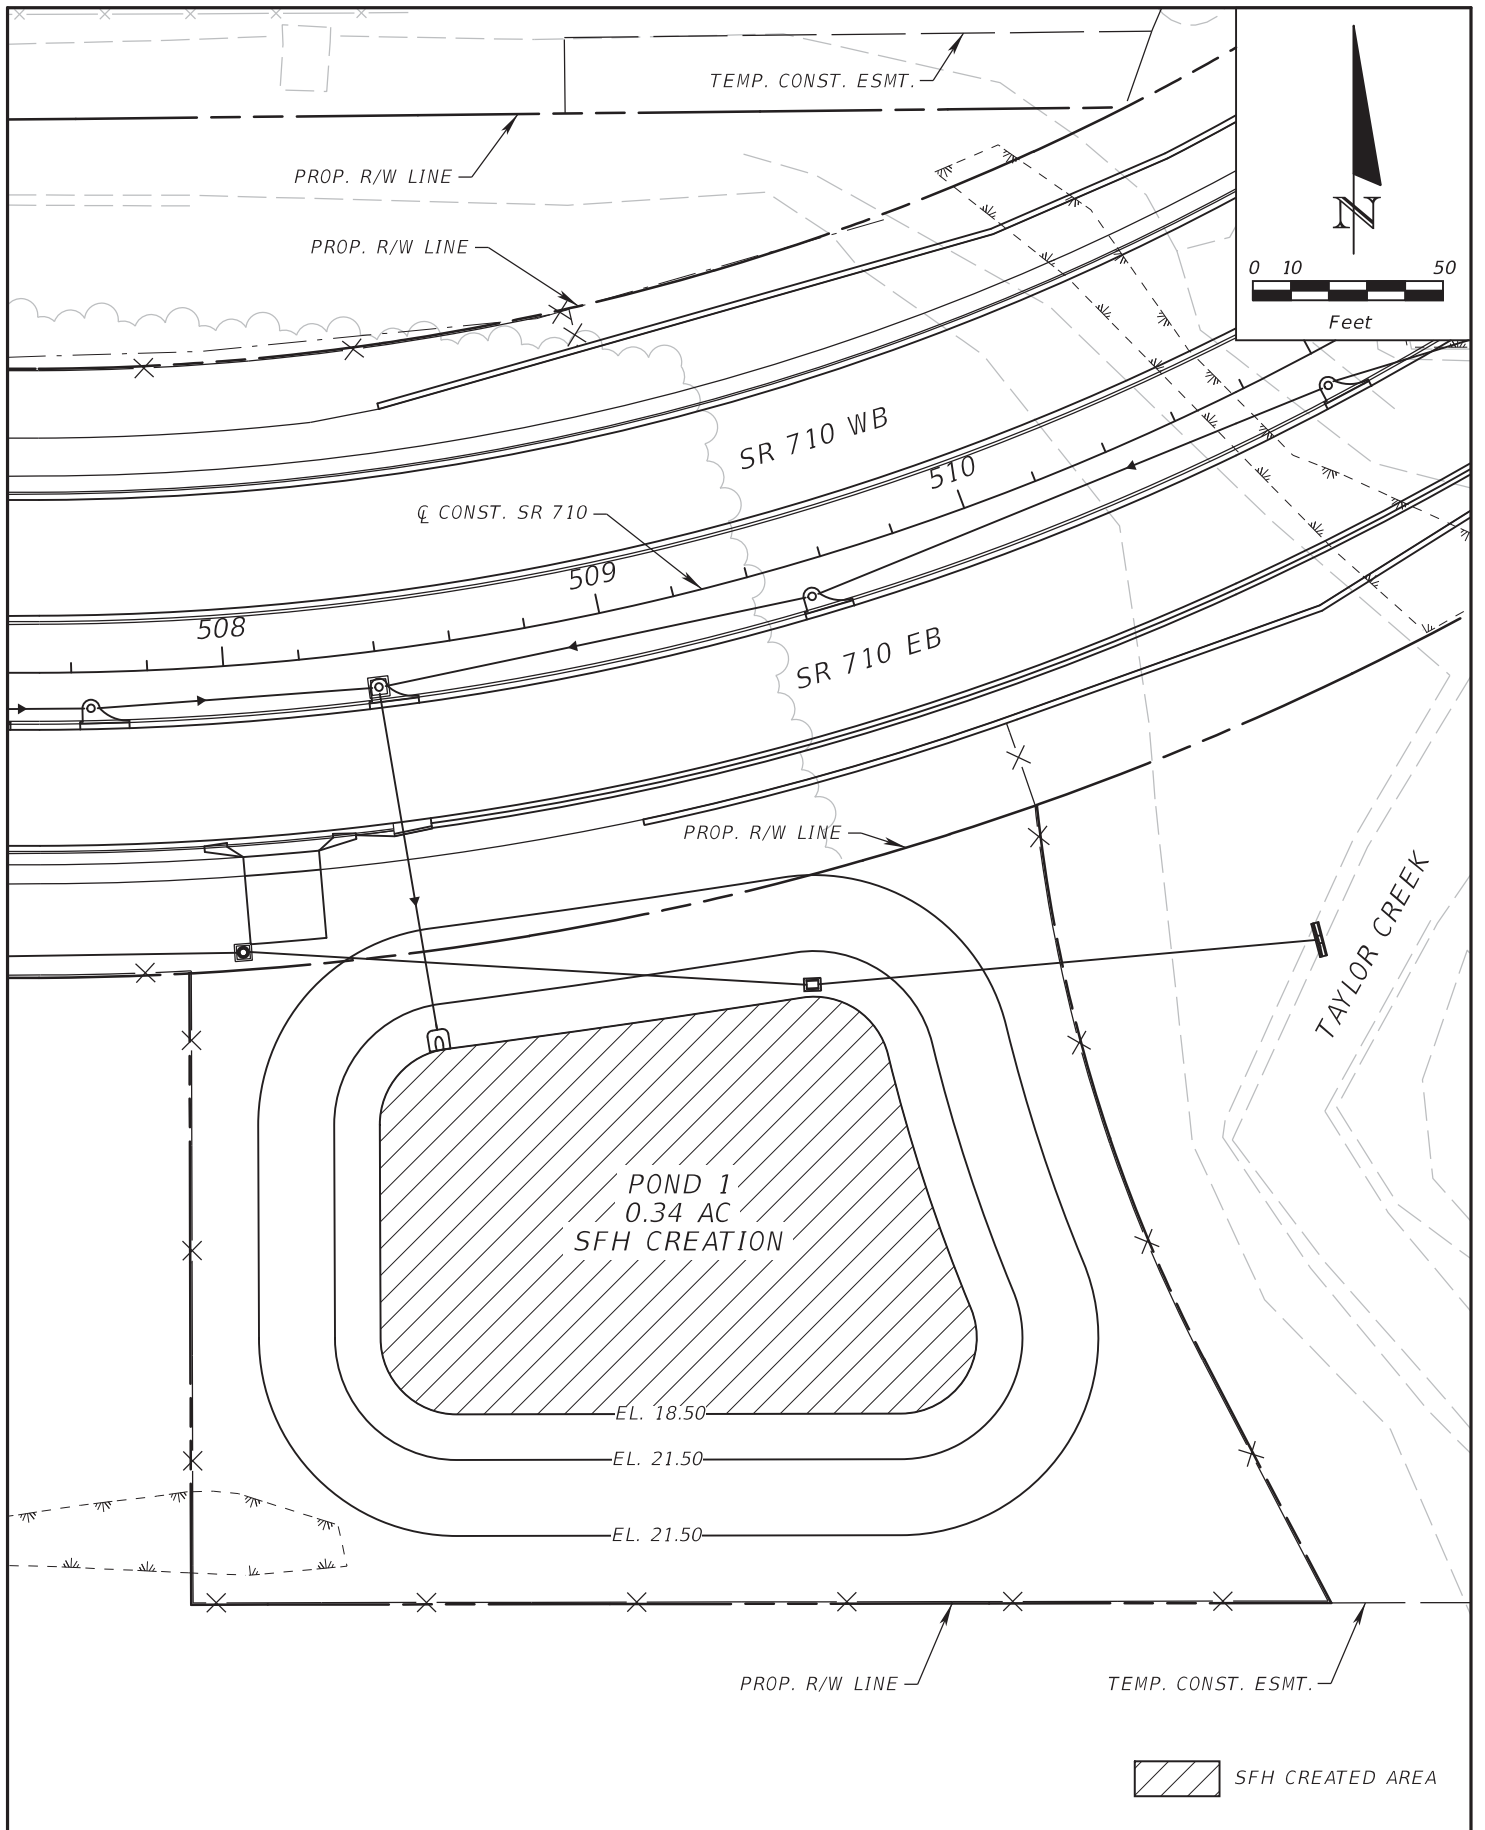 TEMP. CONST. ESMT.
PROP. R/W LINE
PROP. R/W LINE
N
0 10 50
Feet
SR 710 WB
510
℄ CONST. SR 710
509
508
SR 710 EB
PROP. R/W LINE
TAYLOR CREEK
POND 1
0.34 AC
SFH CREATION
EL. 18.50
EL. 21.50
EL. 21.50
PROP. R/W LINE
TEMP. CONST. ESMT.
SFH CREATED AREA